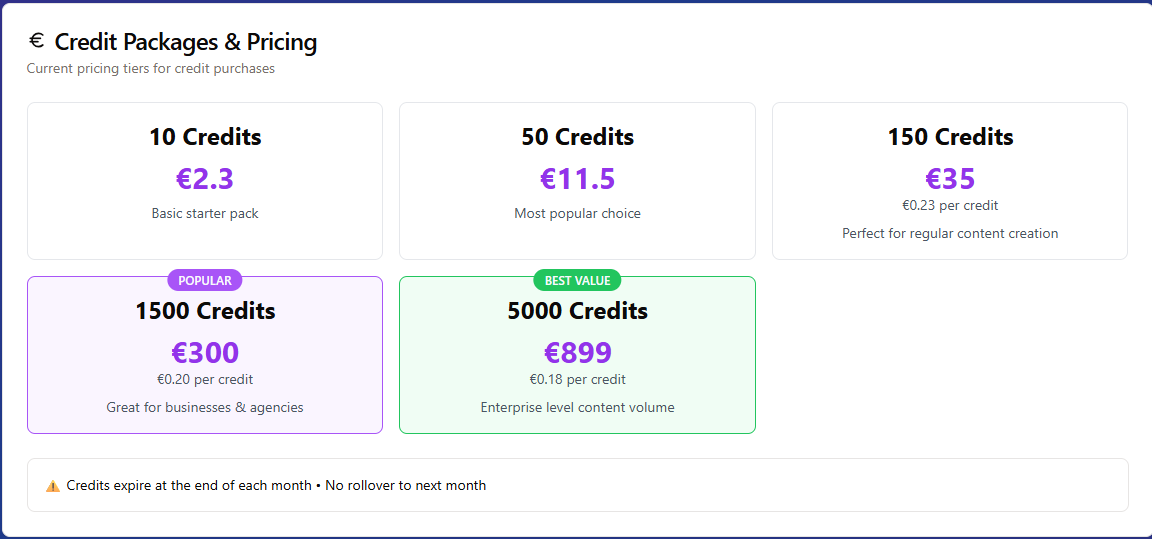 € Credit Packages & Pricing
Current pricing tiers for credit purchases
10 Credits
€2.3
Basic starter pack
50 Credits
€11.5
Most popular choice
150 Credits
€35
€0.23 per credit
Perfect for regular content creation
POPULAR
1500 Credits
€300
€0.20 per credit
Great for businesses & agencies
BEST VALUE
5000 Credits
€899
€0.18 per credit
Enterprise level content volume
⚠️ Credits expire at the end of each month • No rollover to next month